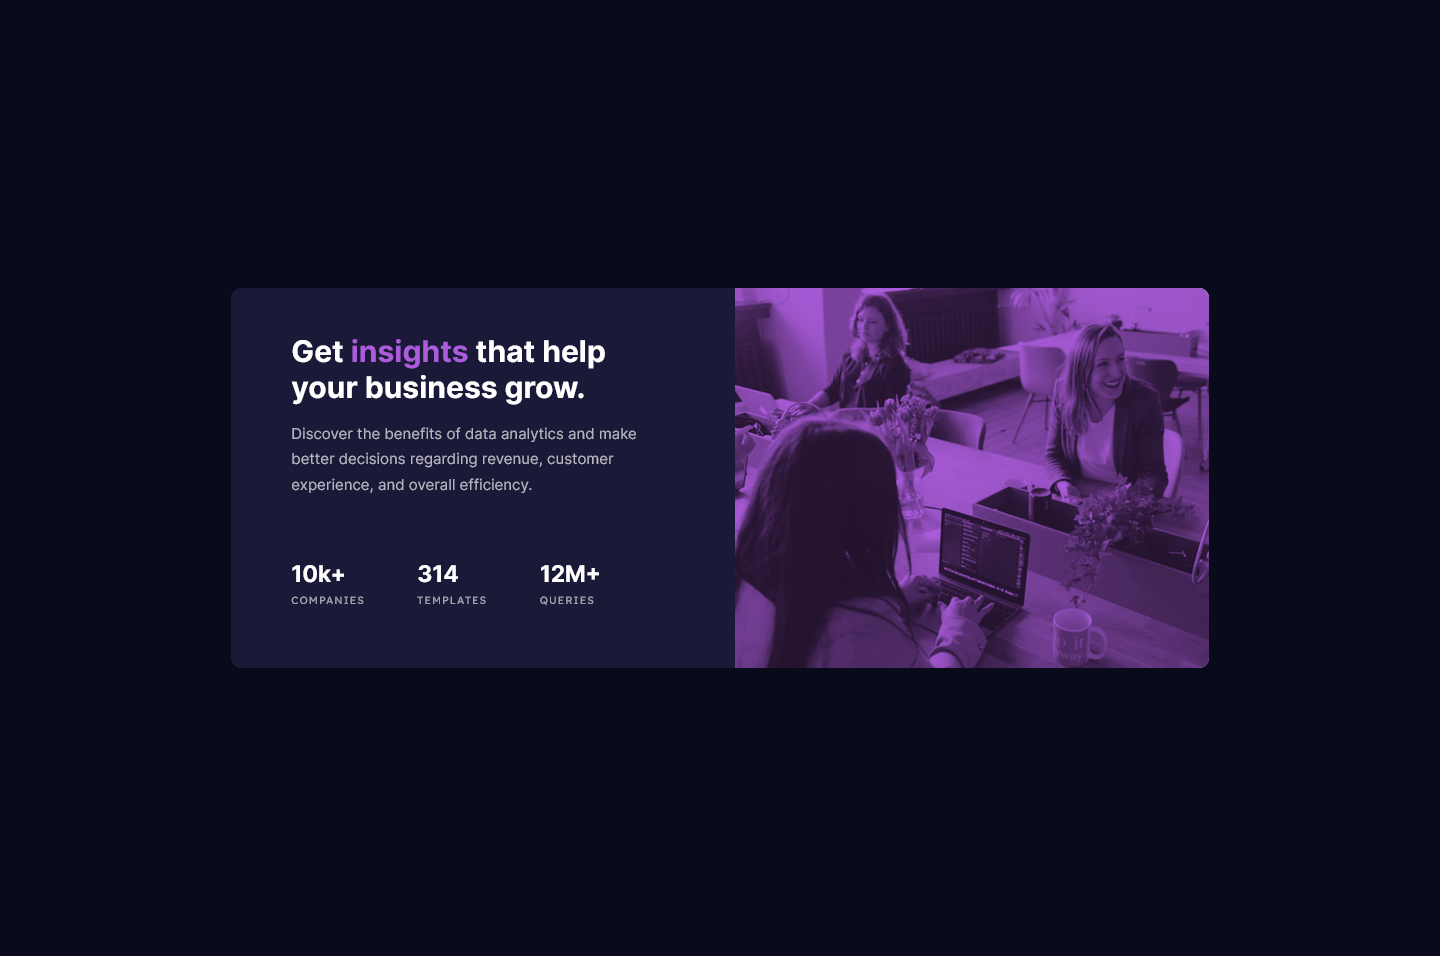 Get insights that help
your business grow.
Discover the benefits of data analytics and make
better decisions regarding revenue, customer
experience, and overall efficiency.
10k+ 314 12M+
COMPANIES TEMPLATES QUERIES